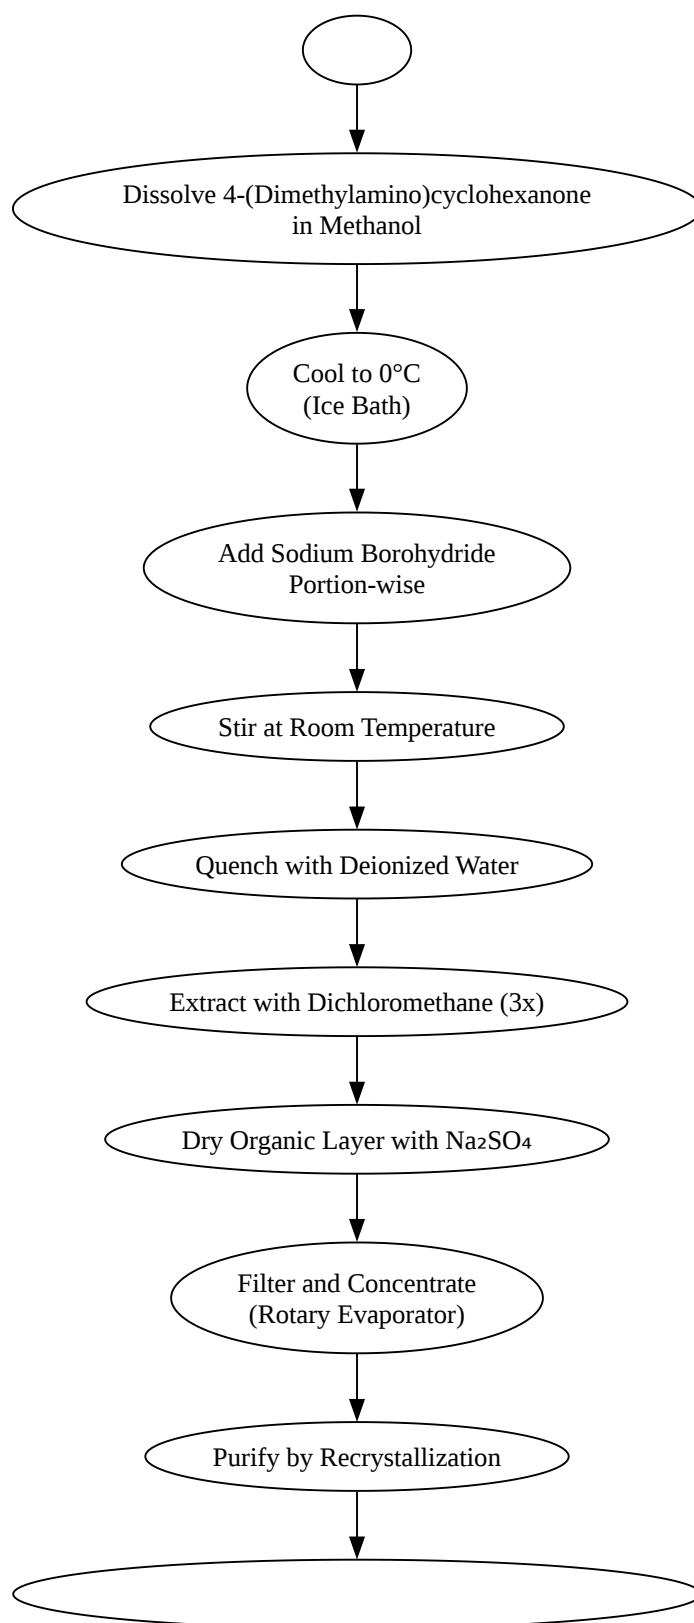 Dissolve 4-(Dimethylamino)cyclohexanone
in Methanol
Cool to 0°C
(Ice Bath)
Add Sodium Borohydride
Portion-wise
Stir at Room Temperature
Quench with Deionized Water
Extract with Dichloromethane (3x)
Dry Organic Layer with Na₂SO₄
Filter and Concentrate
(Rotary Evaporator)
Purify by Recrystallization